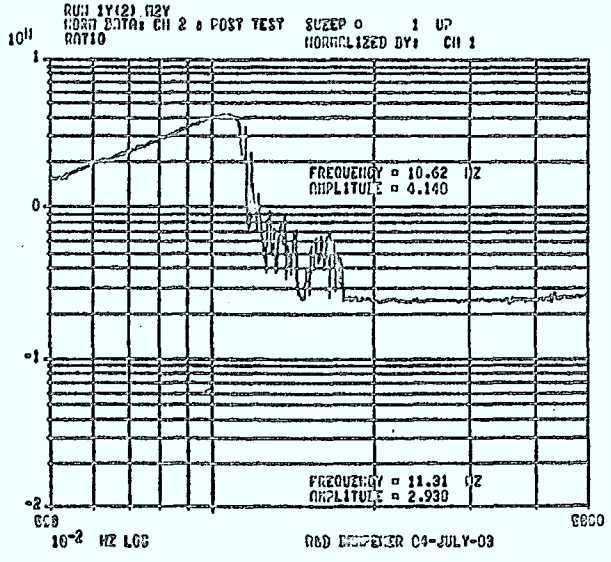 RUN 1Y(2) M2Y
NORM DATA: CH 2 POST TEST SWEEP 0 1 UP
RATIO NORMALIZED BY: CH 1
10
1
FREQUENCY = 10.62 HZ
AMPLITUDE = 4.140
0
-1
FREQUENCY = 11.31 HZ
AMPLITUDE = 2.930
-2
10-2 HZ LOG 04-JULY-83